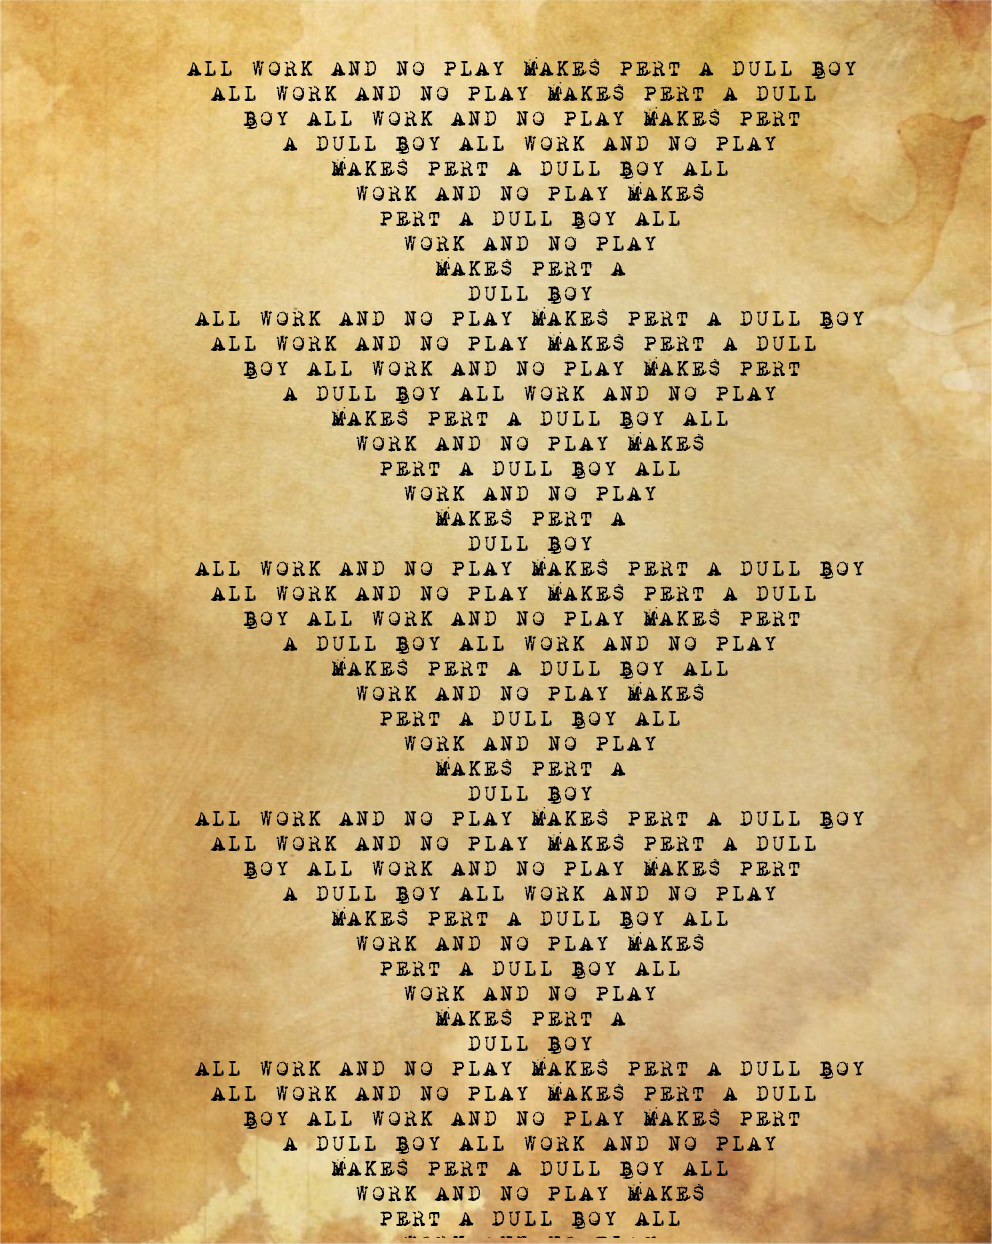 ALL WORK AND NO PLAY MAKES PERT A DULL BOY
ALL WORK AND NO PLAY MAKES PERT A DULL
BOY ALL WORK AND NO PLAY MAKES PERT
A DULL BOY ALL WORK AND NO PLAY
MAKES PERT A DULL BOY ALL
WORK AND NO PLAY MAKES
PERT A DULL BOY ALL
WORK AND NO PLAY
MAKES PERT A
DULL BOY
ALL WORK AND NO PLAY MAKES PERT A DULL BOY
ALL WORK AND NO PLAY MAKES PERT A DULL
BOY ALL WORK AND NO PLAY MAKES PERT
A DULL BOY ALL WORK AND NO PLAY
MAKES PERT A DULL BOY ALL
WORK AND NO PLAY MAKES
PERT A DULL BOY ALL
WORK AND NO PLAY
MAKES PERT A
DULL BOY
ALL WORK AND NO PLAY MAKES PERT A DULL BOY
ALL WORK AND NO PLAY MAKES PERT A DULL
BOY ALL WORK AND NO PLAY MAKES PERT
A DULL BOY ALL WORK AND NO PLAY
MAKES PERT A DULL BOY ALL
WORK AND NO PLAY MAKES
PERT A DULL BOY ALL
WORK AND NO PLAY
MAKES PERT A
DULL BOY
ALL WORK AND NO PLAY MAKES PERT A DULL BOY
ALL WORK AND NO PLAY MAKES PERT A DULL
BOY ALL WORK AND NO PLAY MAKES PERT
A DULL BOY ALL WORK AND NO PLAY
MAKES PERT A DULL BOY ALL
WORK AND NO PLAY MAKES
PERT A DULL BOY ALL
WORK AND NO PLAY
MAKES PERT A
DULL BOY
ALL WORK AND NO PLAY MAKES PERT A DULL BOY
ALL WORK AND NO PLAY MAKES PERT A DULL
BOY ALL WORK AND NO PLAY MAKES PERT
A DULL BOY ALL WORK AND NO PLAY
MAKES PERT A DULL BOY ALL
WORK AND NO PLAY MAKES
PERT A DULL BOY ALL